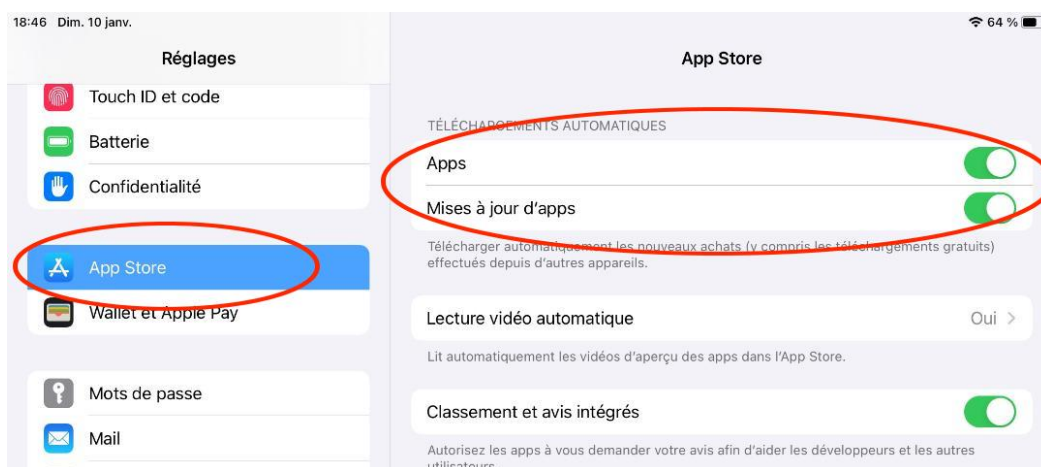 18:46 Dim. 10 janv.
64 %
Réglages
Touch ID et code
Batterie
Confidentialité
App Store
Wallet et Apple Pay
Mots de passe
Mail
App Store
TÉLÉCHARGEMENTS AUTOMATIQUES
Apps
Mises à jour d'apps
Télécharger automatiquement les nouveaux achats (y compris les téléchargements gratuits)
effectués depuis d'autres appareils.
Lecture vidéo automatique
Oui
Lit automatiquement les vidéos d'aperçu des apps dans l'App Store.
Classement et avis intégrés
Autorisez les apps à vous demander votre avis afin d'aider les développeurs et les autres
utilisateurs.